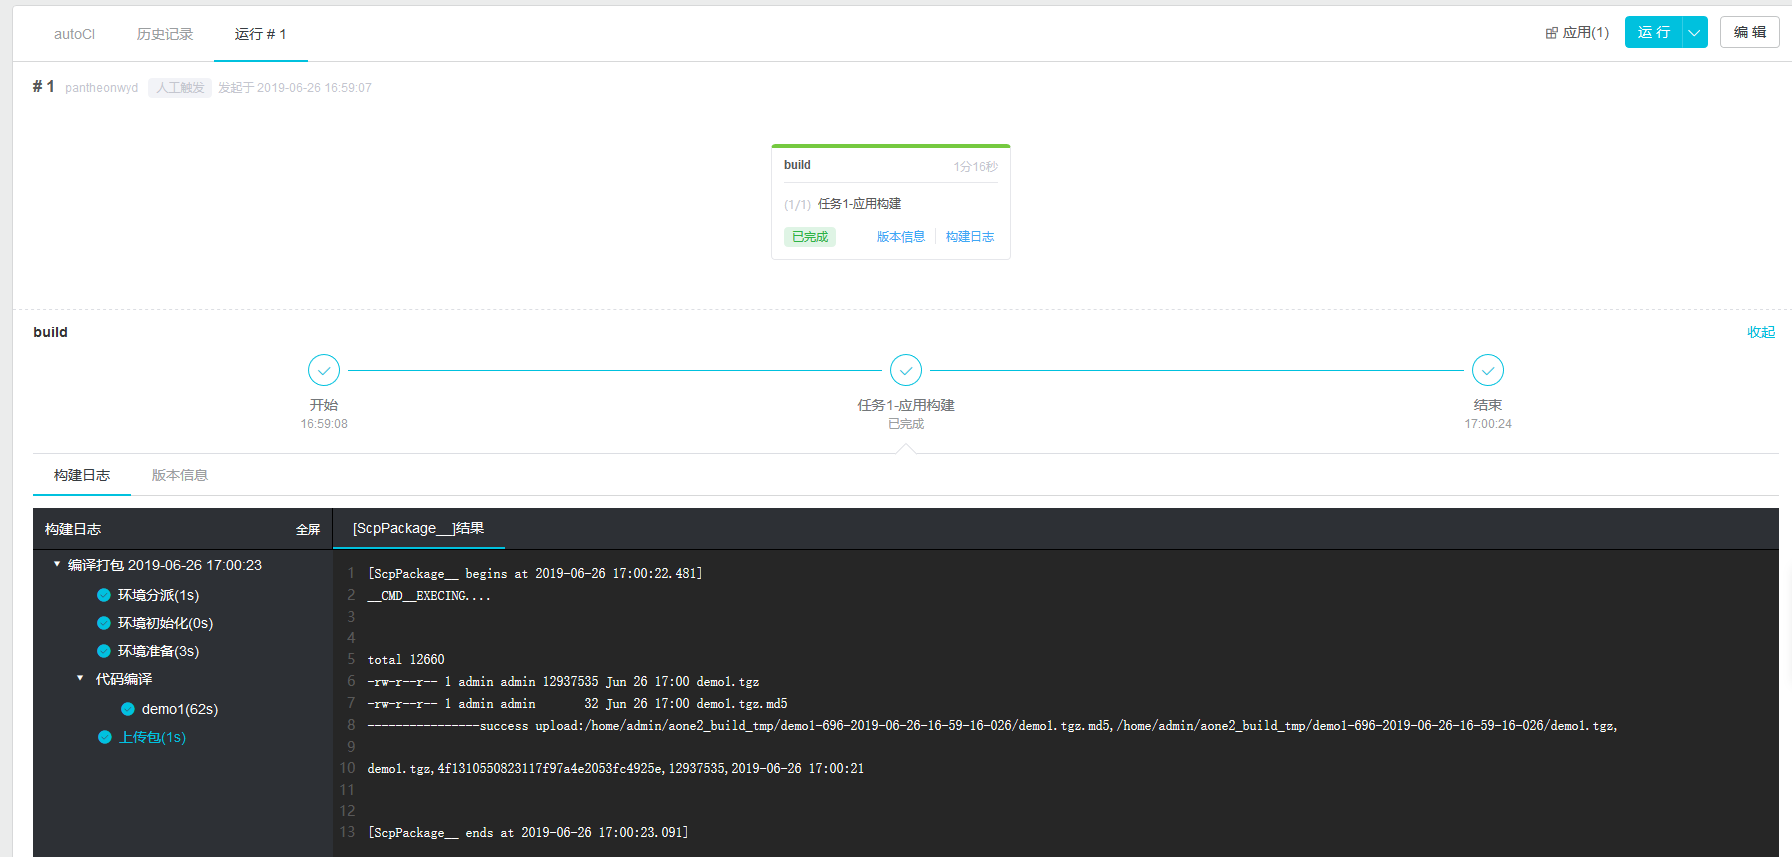 autoCI 历史记录 运行 # 1 应用(1) 运 行 编 辑
# 1 pantheonwyd 人工触发 发起于 2019-06-26 16:59:07
build 1分16秒
(1/1) 任务1-应用构建
已完成 版本信息 构建日志
build 收起
开始 任务1-应用构建 结束
16:59:08 已完成 17:00:24
构建日志 版本信息
构建日志 全屏 [ScpPackage__]结果
编译打包 2019-06-26 17:00:23
环境分派(1s)
环境初始化(0s)
环境准备(3s)
代码编译
demo1(62s)
上传包(1s)
1 [ScpPackage__ begins at 2019-06-26 17:00:22.481]
2 __CMD__EXECING....
3
4
5 total 12660
6 -rw-r--r-- 1 admin admin 12937535 Jun 26 17:00 demo1.tgz
7 -rw-r--r-- 1 admin admin       32 Jun 26 17:00 demo1.tgz.md5
8 ----------------success upload:/home/admin/aone2_build_tmp/demo1-696-2019-06-26-16-59-16-026/demo1.tgz.md5,/home/admin/aone2_build_tmp/demo1-696-2019-06-26-16-59-16-026/demo1.tgz,
9
10 demo1.tgz,4f1310550823117f97a4e2053fc4925e,12937535,2019-06-26 17:00:21
11
12
13 [ScpPackage__ ends at 2019-06-26 17:00:23.091]